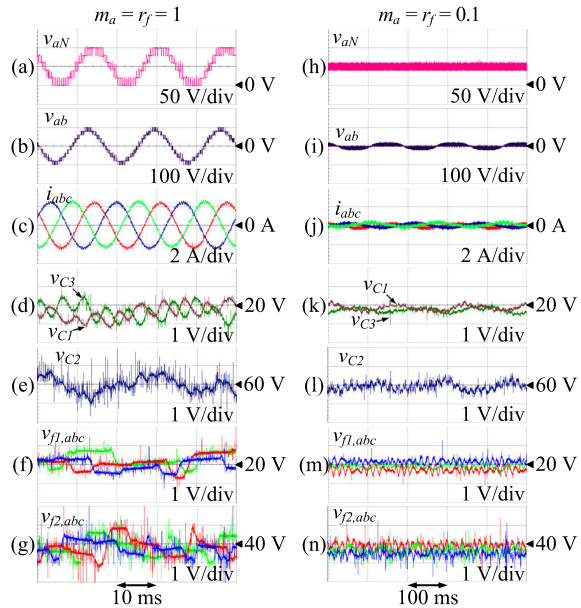 m_a = r_f = 1
v_aN
(a)
0 V
50 V/div
v_ab
(b)
0 V
100 V/div
i_abc
(c)
0 A
2 A/div
v_C3
(d)
20 V
v_C1
1 V/div
v_C2
(e)
60 V
1 V/div
v_f1,abc
(f)
20 V
1 V/div
v_f2,abc
(g)
40 V
1 V/div
10 ms
m_a = r_f = 0.1
v_aN
(h)
0 V
50 V/div
v_ab
(i)
0 V
100 V/div
i_abc
(j)
0 A
2 A/div
v_C1
(k)
20 V
v_C3
1 V/div
v_C2
(l)
60 V
1 V/div
v_f1,abc
(m)
20 V
1 V/div
v_f2,abc
(n)
40 V
1 V/div
100 ms